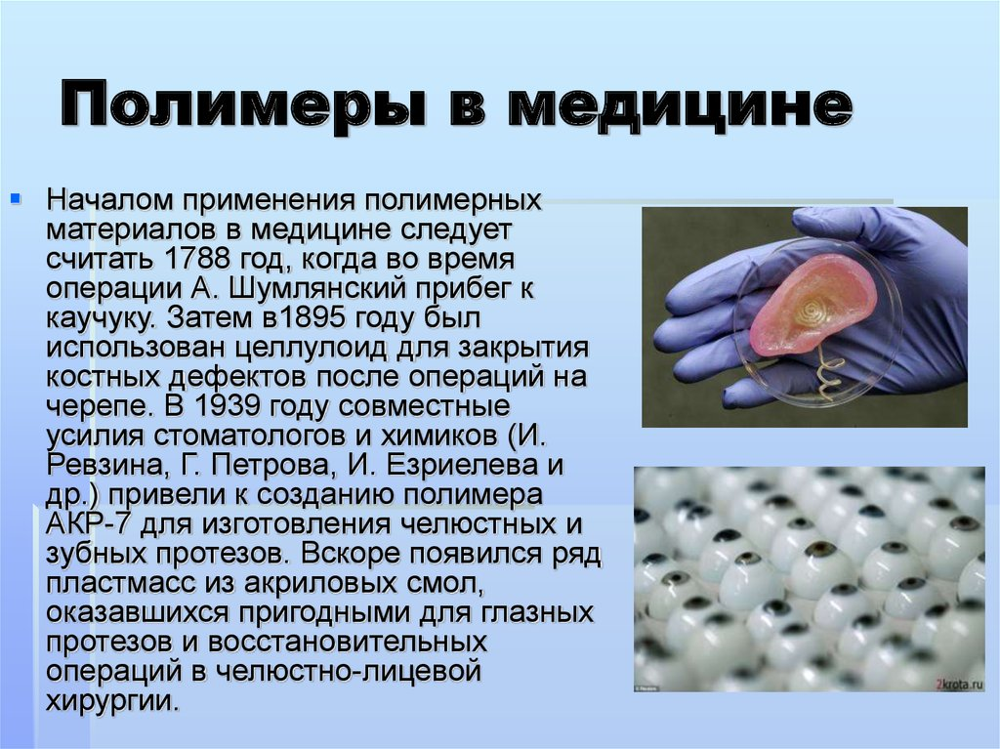 Полимеры в медицине
Началом применения полимерных
материалов в медицине следует
считать 1788 год, когда во время
операции А. Шумлянский прибег к
каучуку. Затем в1895 году был
использован целлулоид для закрытия
костных дефектов после операций на
черепе. В 1939 году совместные
усилия стоматологов и химиков (И.
Ревзина, Г. Петрова, И. Езриелева и
др.) привели к созданию полимера
АКР-7 для изготовления челюстных и
зубных протезов. Вскоре появился ряд
пластмасс из акриловых смол,
оказавшихся пригодными для глазных
протезов и восстановительных
операций в челюстно-лицевой
хирургии.
2krota.ru